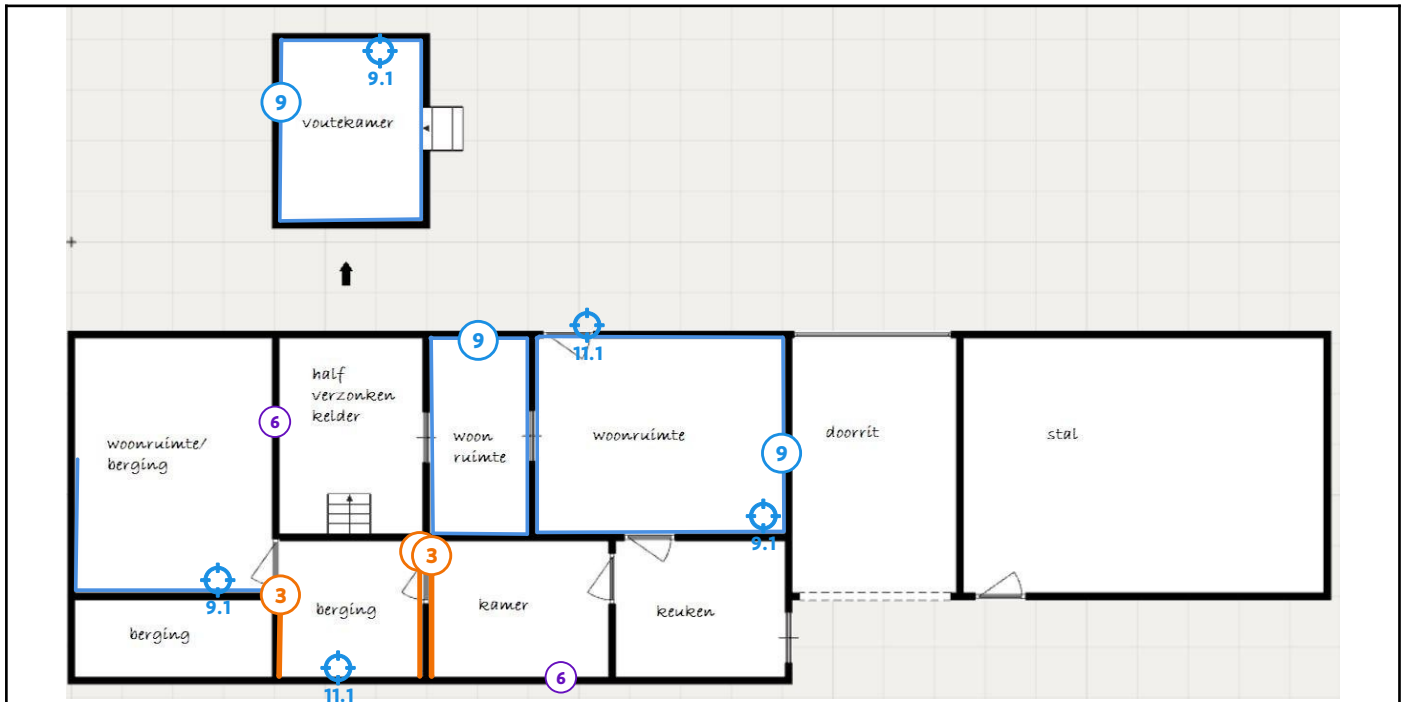 9.1
9
voutekamer
9
11.1
half
verzonken
kelder
6
woonruimte/
berging
woon
ruimte
woonruimte
doorrit
stal
9
9.1
9.1
3
3
berging
kamer
keuken
berging
11.1
6